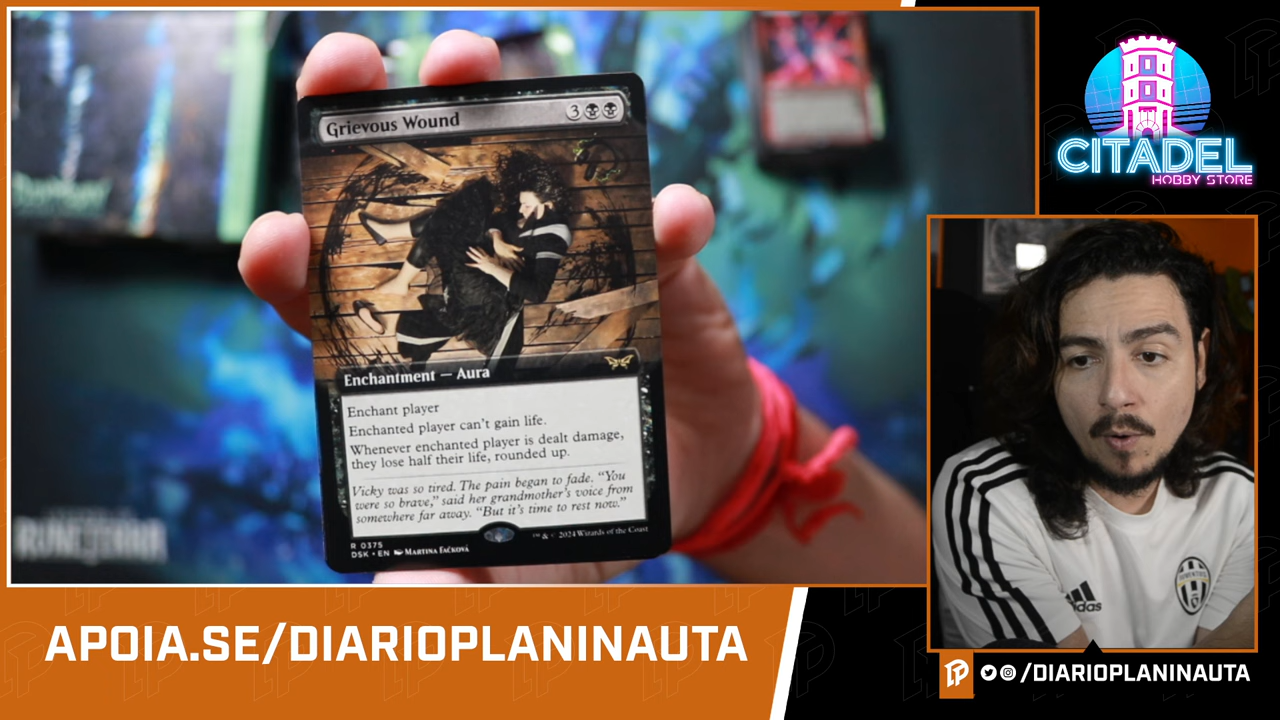 Grievous Wound 3
Enchantment — Aura
Enchant player
Enchanted player can't gain life.
Whenever enchanted player is dealt damage,
they lose half their life, rounded up.
Vicky was so tired. The pain began to fade. "You
were so brave," said her grandmother's voice from
somewhere far away. "But it's time to rest now."
R 0375
DSK • EN MARTINA FAČKOVÁ
™ & © 2024 Wizards of the Coast
CITADEL
HOBBY STORE
JUVENTUS
adidas
APOIA.SE/DIARIOPLANINAUTA
/DIARIOPLANINAUTA